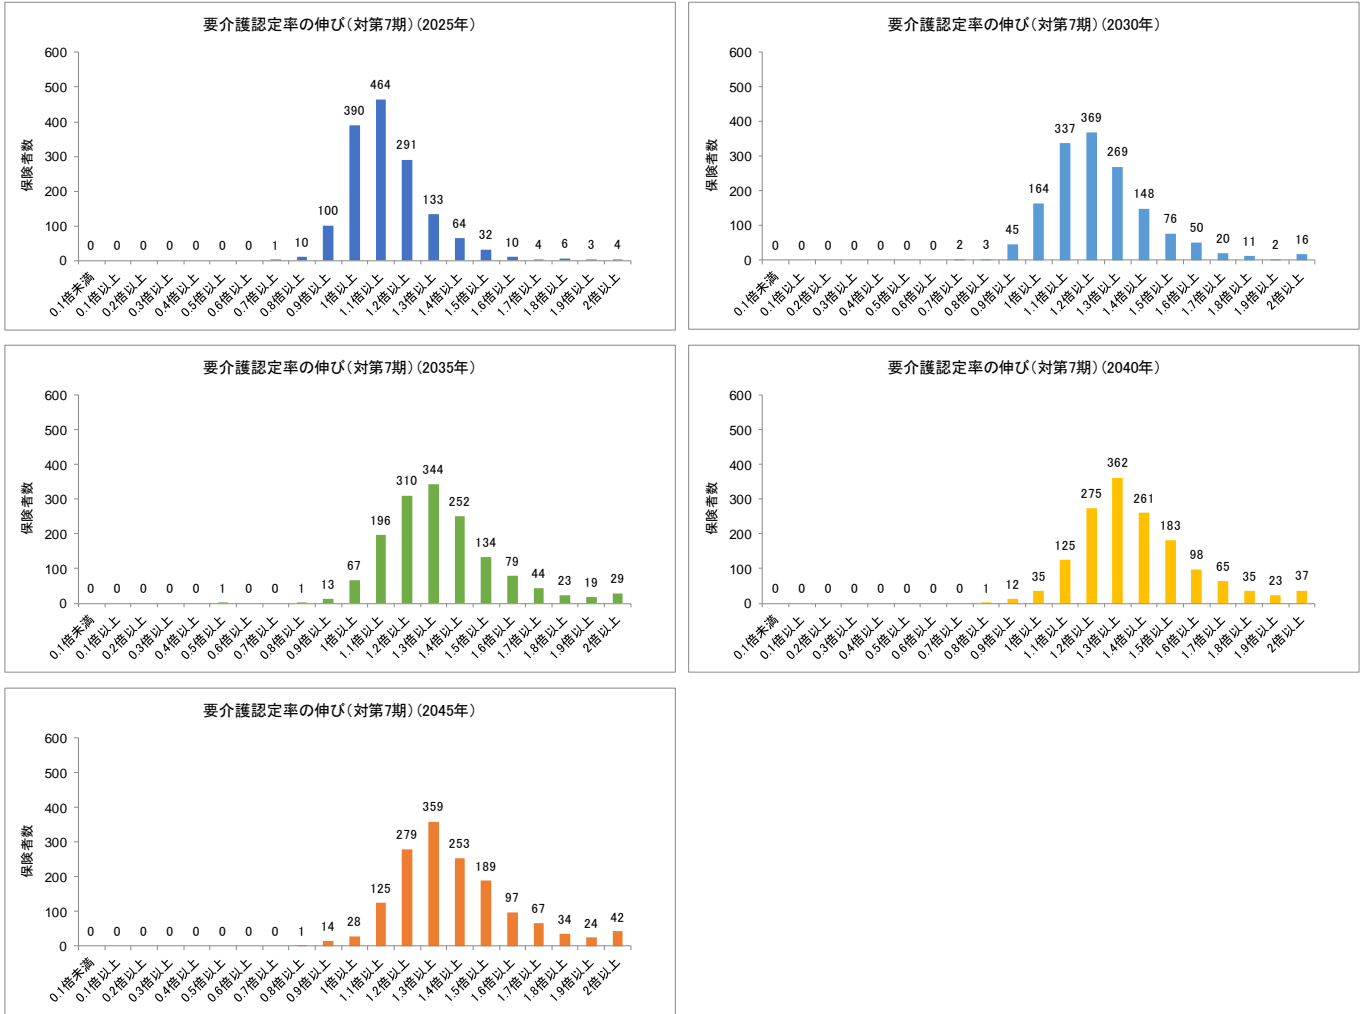 要介護認定率の伸び(対第7期)(2025年)
保険者数
600
500
400
300
200
100
0
0 0 0 0 0 0 0 1 10 100 390 464 291 133 64 32 10 4 6 3 4
0.1倍未満 0.1倍以上 0.2倍以上 0.3倍以上 0.4倍以上 0.5倍以上 0.6倍以上 0.7倍以上 0.8倍以上 0.9倍以上 1倍以上 1.1倍以上 1.2倍以上 1.3倍以上 1.4倍以上 1.5倍以上 1.6倍以上 1.7倍以上 1.8倍以上 1.9倍以上 2倍以上
要介護認定率の伸び(対第7期)(2030年)
保険者数
600
500
400
300
200
100
0
0 0 0 0 0 0 0 2 3 45 164 337 369 269 148 76 50 20 11 2 16
0.1倍未満 0.1倍以上 0.2倍以上 0.3倍以上 0.4倍以上 0.5倍以上 0.6倍以上 0.7倍以上 0.8倍以上 0.9倍以上 1倍以上 1.1倍以上 1.2倍以上 1.3倍以上 1.4倍以上 1.5倍以上 1.6倍以上 1.7倍以上 1.8倍以上 1.9倍以上 2倍以上
要介護認定率の伸び(対第7期)(2035年)
保険者数
600
500
400
300
200
100
0
0 0 0 0 0 1 0 0 1 13 67 196 310 344 252 134 79 44 23 19 29
0.1倍未満 0.1倍以上 0.2倍以上 0.3倍以上 0.4倍以上 0.5倍以上 0.6倍以上 0.7倍以上 0.8倍以上 0.9倍以上 1倍以上 1.1倍以上 1.2倍以上 1.3倍以上 1.4倍以上 1.5倍以上 1.6倍以上 1.7倍以上 1.8倍以上 1.9倍以上 2倍以上
要介護認定率の伸び(対第7期)(2040年)
保険者数
600
500
400
300
200
100
0
0 0 0 0 0 0 0 0 1 12 35 125 275 362 261 183 98 65 35 23 37
0.1倍未満 0.1倍以上 0.2倍以上 0.3倍以上 0.4倍以上 0.5倍以上 0.6倍以上 0.7倍以上 0.8倍以上 0.9倍以上 1倍以上 1.1倍以上 1.2倍以上 1.3倍以上 1.4倍以上 1.5倍以上 1.6倍以上 1.7倍以上 1.8倍以上 1.9倍以上 2倍以上
要介護認定率の伸び(対第7期)(2045年)
保険者数
600
500
400
300
200
100
0
0 0 0 0 0 0 0 0 1 14 28 125 279 359 253 189 97 67 34 24 42
0.1倍未満 0.1倍以上 0.2倍以上 0.3倍以上 0.4倍以上 0.5倍以上 0.6倍以上 0.7倍以上 0.8倍以上 0.9倍以上 1倍以上 1.1倍以上 1.2倍以上 1.3倍以上 1.4倍以上 1.5倍以上 1.6倍以上 1.7倍以上 1.8倍以上 1.9倍以上 2倍以上